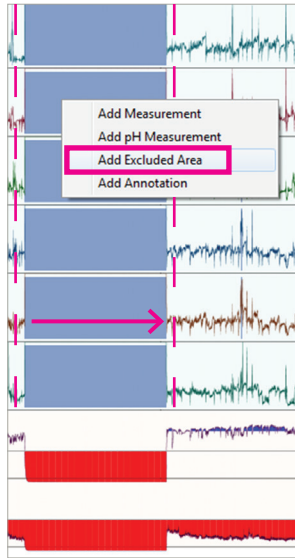 Add Measurement
Add pH Measurement
Add Excluded Area
Add Annotation